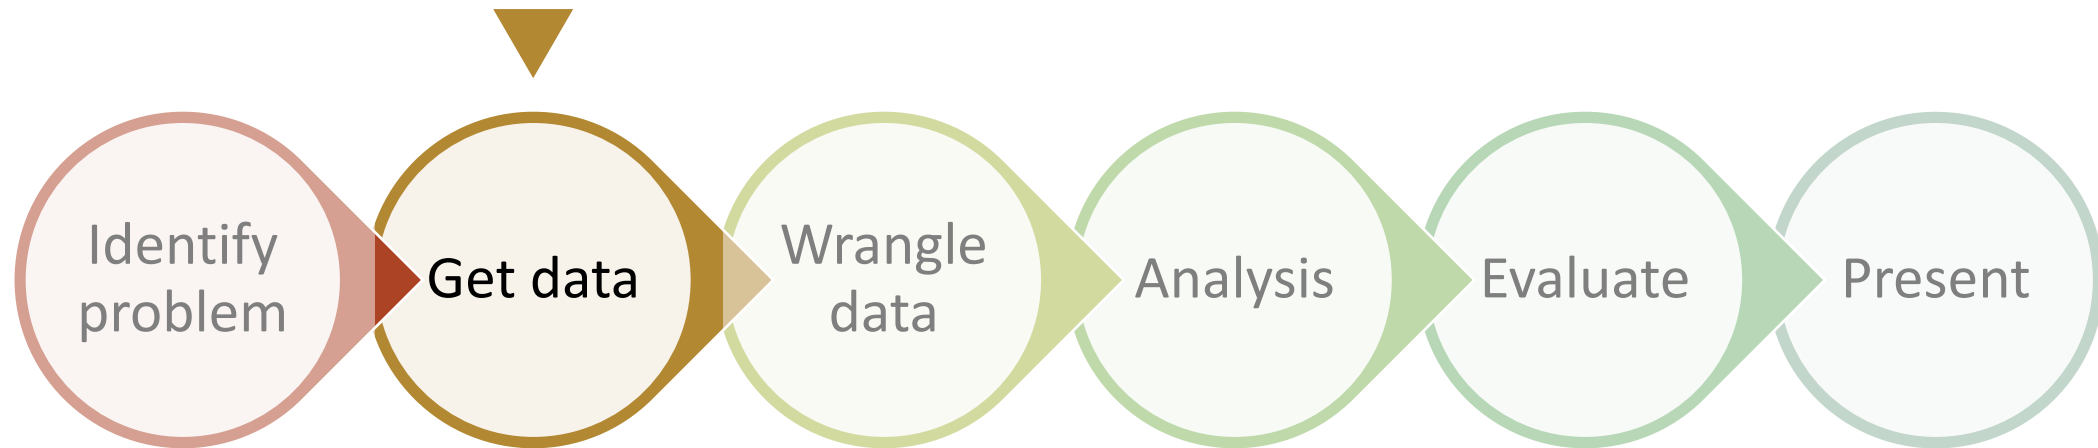 Identify
problem
Get data
Wrangle
data
Analysis
Evaluate
Present